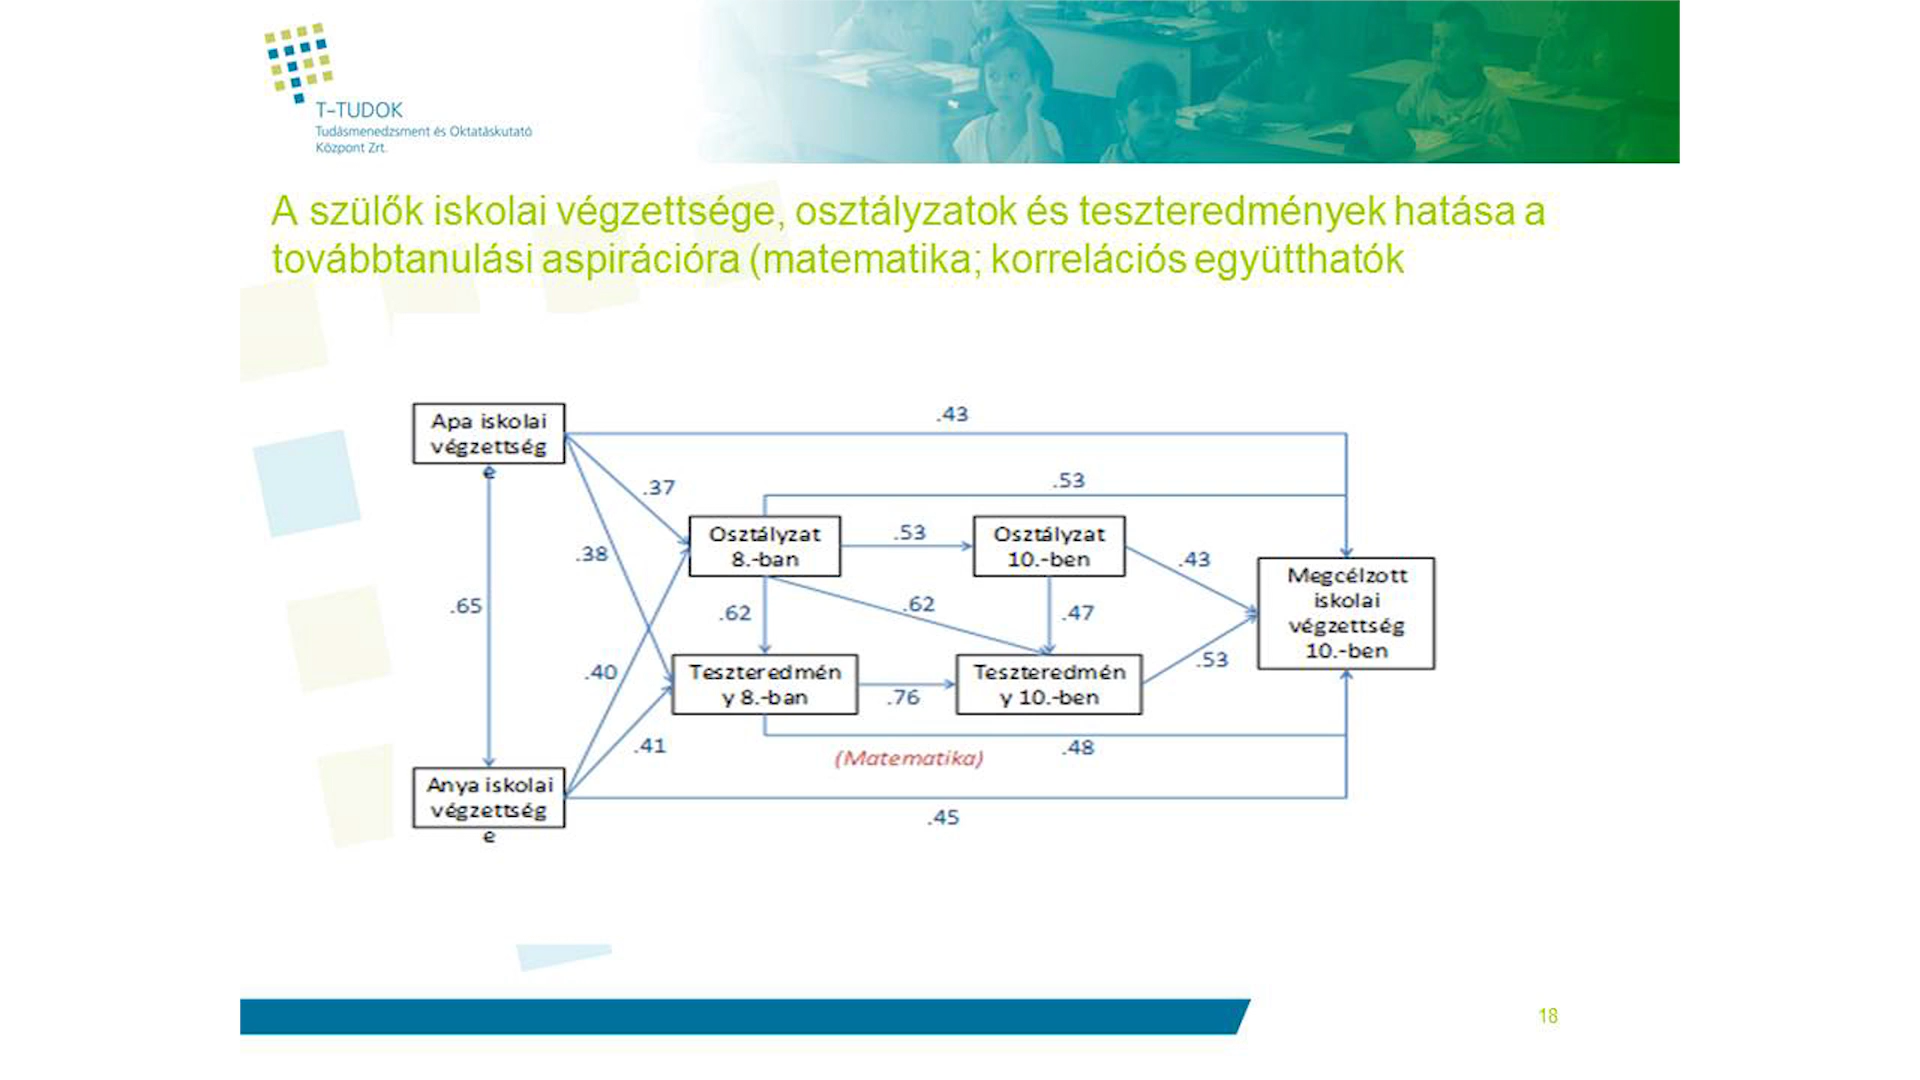 T-TUDOK
Tudásmenedzsment és Oktatáskutató
Központ Zrt.
A szülők iskolai végzettsége, osztályzatok és teszteredmények hatása a
továbbtanulási aspirációra (matematika; korrelációs együtthatók
Apa iskolai
végzettség
e
.43
.37
.53
Osztályzat
8.-ban
.53
Osztályzat
10.-ben
.38
.43
Megcélzott
iskolai
végzettség
10.-ben
.65
.62
.62
.47
.40
Teszteredmén
y 8.-ban
.76
Teszteredmén
y 10.-ben
.53
.41
(Matematika)
.48
Anya iskolai
végzettség
e
.45
18